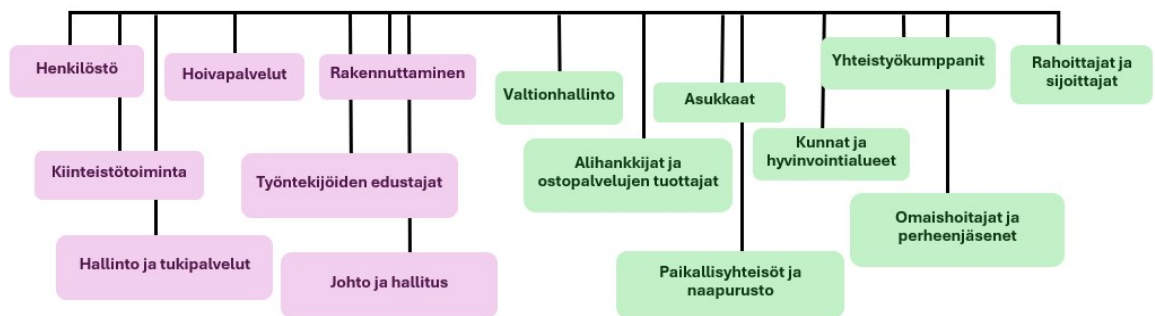 Henkilöstö
Hoivapalvelut
Rakennuttaminen
Kiinteistötoiminta
Työntekijöiden edustajat
Hallinto ja tukipalvelut
Johto ja hallitus
Valtionhallinto
Asukkaat
Yhteistyökumppanit
Rahoittajat ja
sijoittajat
Alihankkijat ja
ostopalvelujen tuottajat
Kunnat ja
hyvinvointialueet
Omaishoitajat ja
perheenjäsenet
Paikallisyhteisöt ja
naapurusto